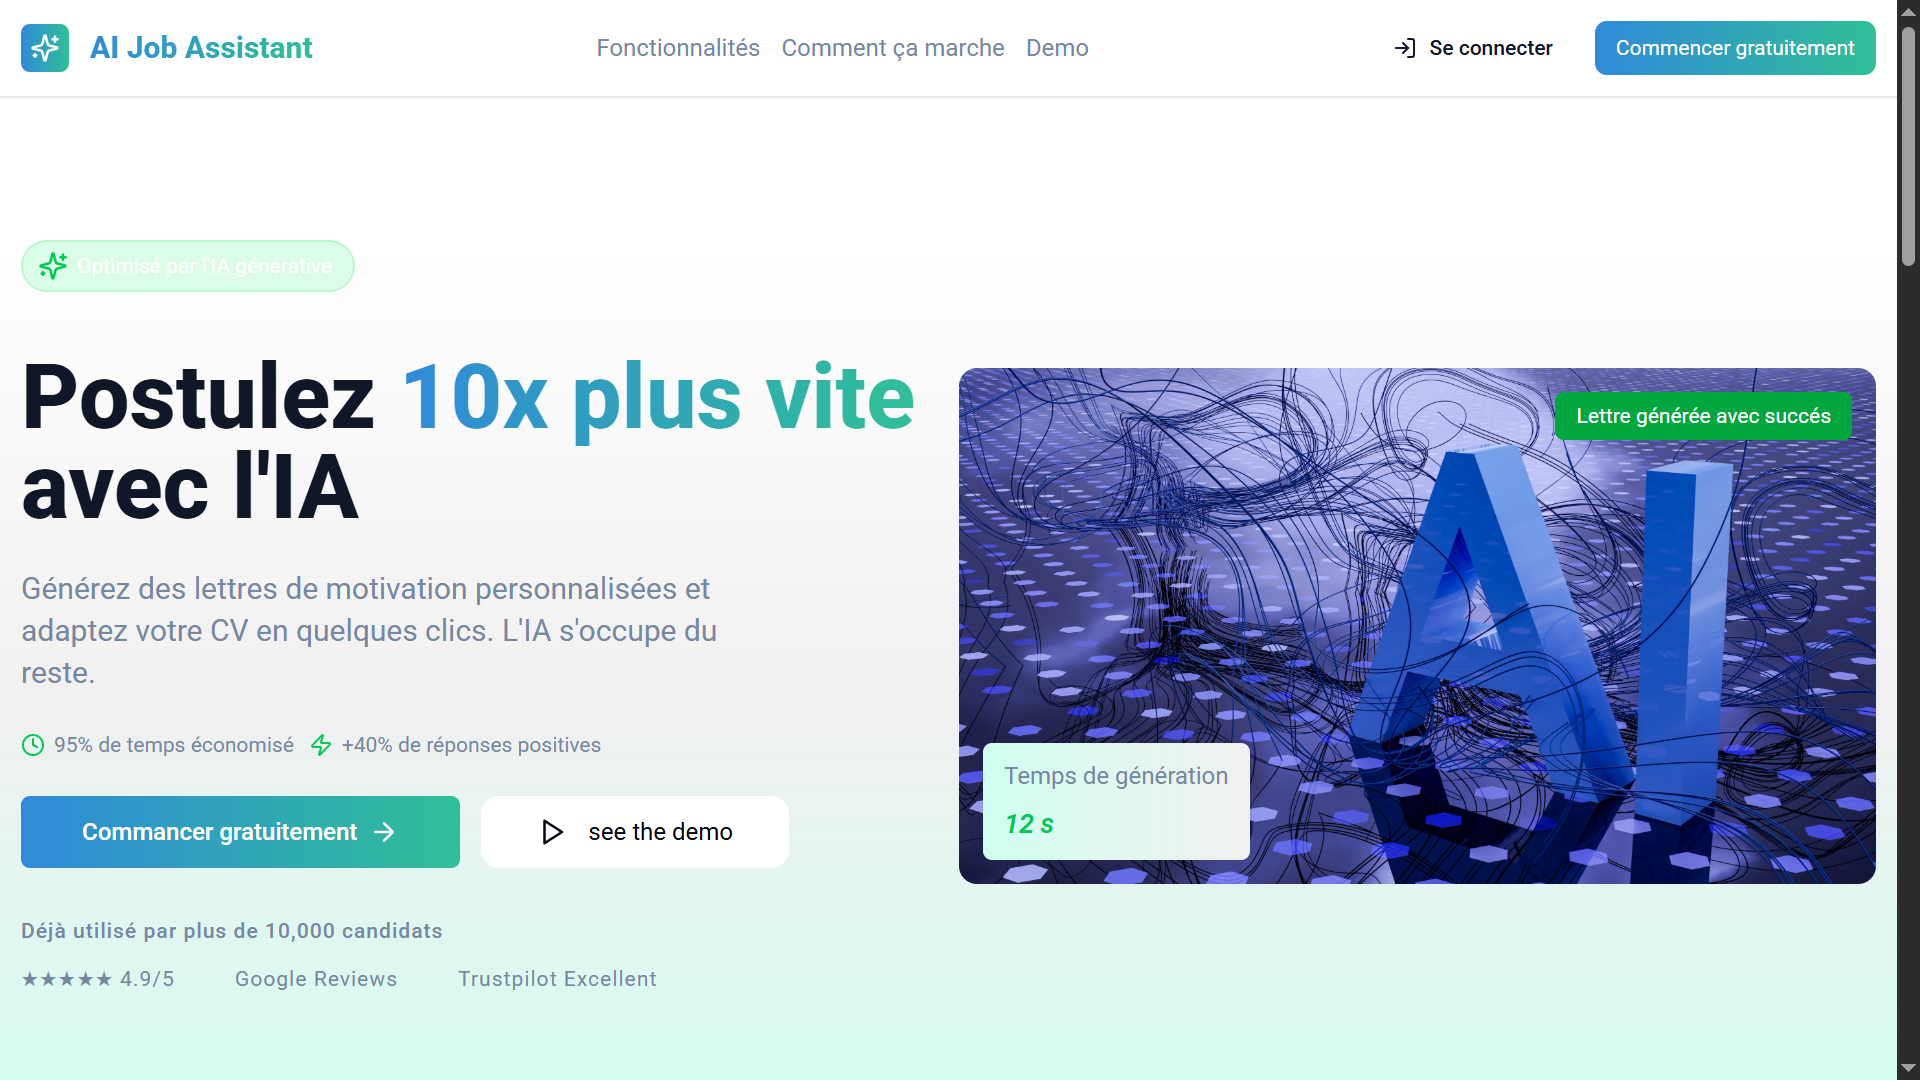 AI Job Assistant
Fonctionnalités
Comment ça marche
Demo
Se connecter
Commencer gratuitement
Optimisé par l'IA générative
Postulez 10x plus vite
avec l'IA
Générez des lettres de motivation personnalisées et
adaptez votre CV en quelques clics. L'IA s'occupe du
reste.
95% de temps économisé
+40% de réponses positives
Commancer gratuitement
see the demo
Déjà utilisé par plus de 10,000 candidats
★★★★★ 4.9/5
Google Reviews
Trustpilot Excellent
Lettre générée avec succés
AI
Temps de génération
12 s